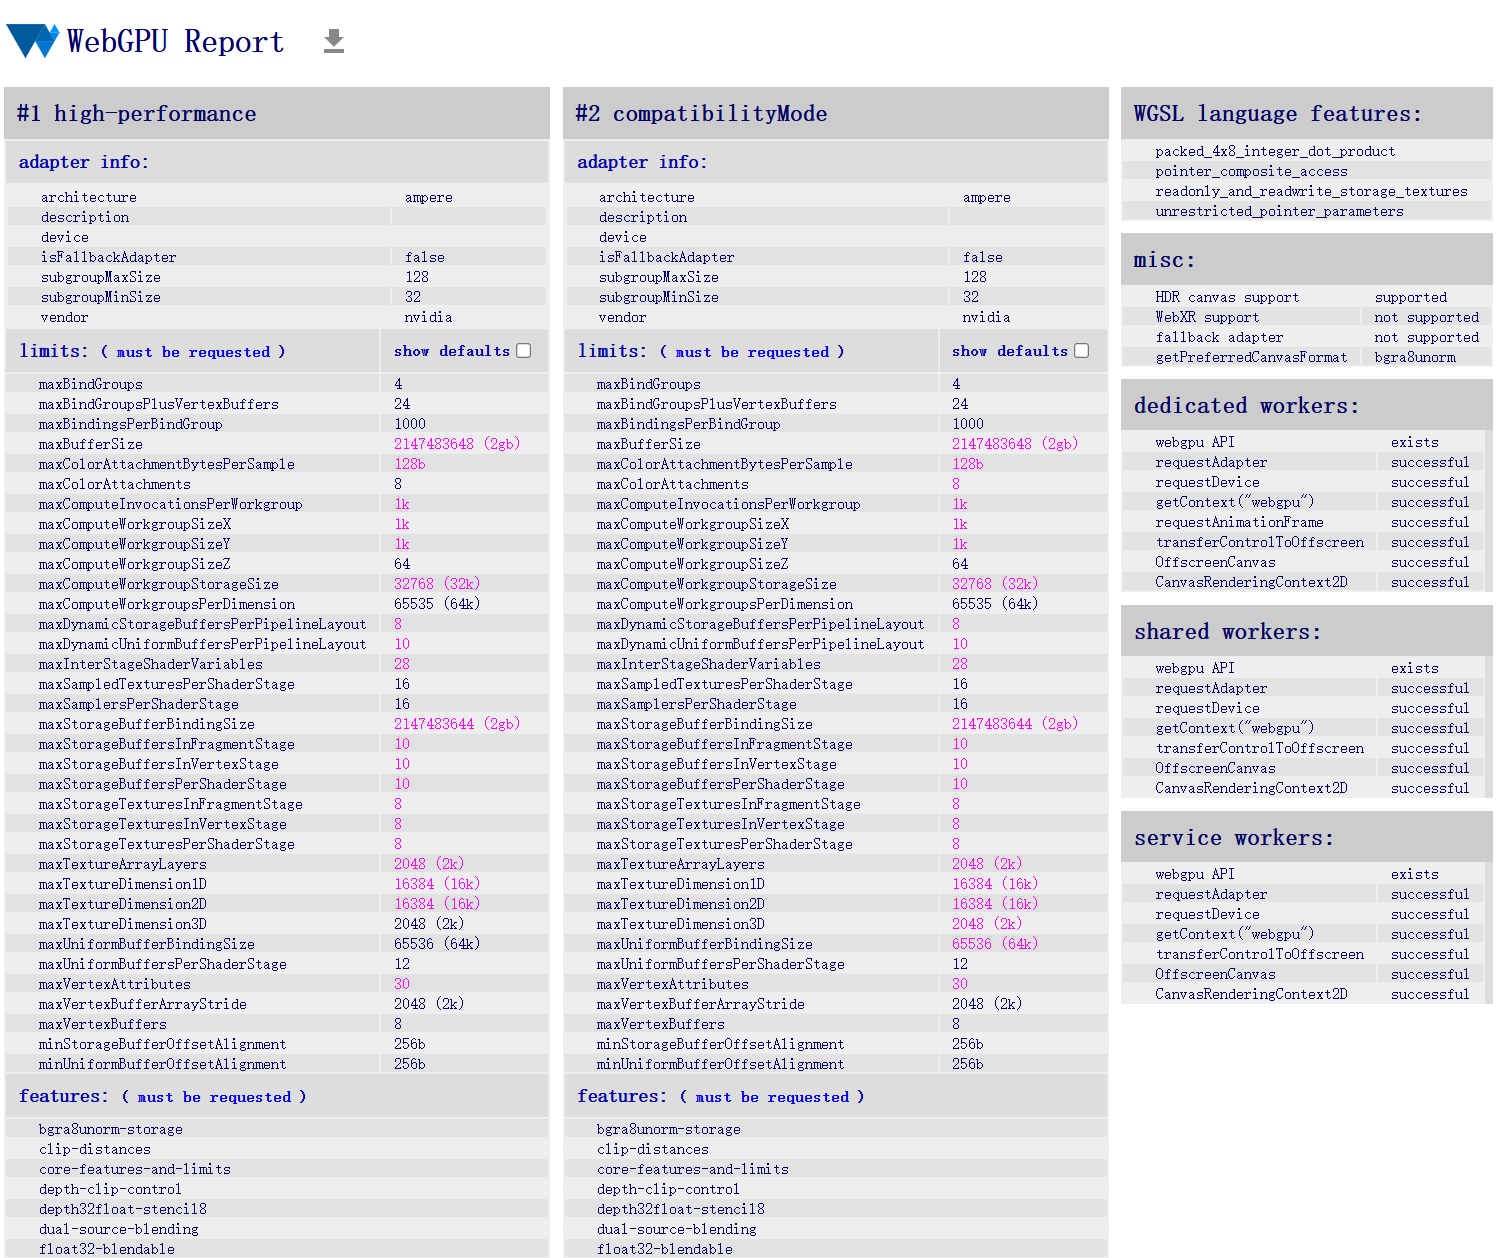 WebGPU Report
#1 high-performance
adapter info:
architecture ampere
description
device
isFallbackAdapter false
subgroupMaxSize 128
subgroupMinSize 32
vendor nvidia
limits: ( must be requested ) show defaults
maxBindGroups 4
maxBindGroupsPlusVertexBuffers 24
maxBindingsPerBindGroup 1000
maxBufferSize 2147483648 (2gb)
maxColorAttachmentBytesPerSample 128b
maxColorAttachments 8
maxComputeInvocationsPerWorkgroup 1k
maxComputeWorkgroupSizeX 1k
maxComputeWorkgroupSizeY 1k
maxComputeWorkgroupSizeZ 64
maxComputeWorkgroupStorageSize 32768 (32k)
maxComputeWorkgroupsPerDimension 65535 (64k)
maxDynamicStorageBuffersPerPipelineLayout 8
maxDynamicUniformBuffersPerPipelineLayout 10
maxInterStageShaderVariables 28
maxSampledTexturesPerShaderStage 16
maxSamplersPerShaderStage 16
maxStorageBufferBindingSize 2147483644 (2gb)
maxStorageBuffersInFragmentStage 10
maxStorageBuffersInVertexStage 10
maxStorageBuffersPerShaderStage 10
maxStorageTexturesInFragmentStage 8
maxStorageTexturesInVertexStage 8
maxStorageTexturesPerShaderStage 8
maxTextureArrayLayers 2048 (2k)
maxTextureDimension1D 16384 (16k)
maxTextureDimension2D 16384 (16k)
maxTextureDimension3D 2048 (2k)
maxUniformBufferBindingSize 65536 (64k)
maxUniformBuffersPerShaderStage 12
maxVertexAttributes 30
maxVertexBufferArrayStride 2048 (2k)
maxVertexBuffers 8
minStorageBufferOffsetAlignment 256b
minUniformBufferOffsetAlignment 256b
features: ( must be requested )
bgra8unorm-storage
clip-distances
core-features-and-limits
depth-clip-control
depth32float-stencil8
dual-source-blending
float32-blendable
#2 compatibilityMode
adapter info:
architecture ampere
description
device
isFallbackAdapter false
subgroupMaxSize 128
subgroupMinSize 32
vendor nvidia
limits: ( must be requested ) show defaults
maxBindGroups 4
maxBindGroupsPlusVertexBuffers 24
maxBindingsPerBindGroup 1000
maxBufferSize 2147483648 (2gb)
maxColorAttachmentBytesPerSample 128b
maxColorAttachments 8
maxComputeInvocationsPerWorkgroup 1k
maxComputeWorkgroupSizeX 1k
maxComputeWorkgroupSizeY 1k
maxComputeWorkgroupSizeZ 64
maxComputeWorkgroupStorageSize 32768 (32k)
maxComputeWorkgroupsPerDimension 65535 (64k)
maxDynamicStorageBuffersPerPipelineLayout 8
maxDynamicUniformBuffersPerPipelineLayout 10
maxInterStageShaderVariables 28
maxSampledTexturesPerShaderStage 16
maxSamplersPerShaderStage 16
maxStorageBufferBindingSize 2147483644 (2gb)
maxStorageBuffersInFragmentStage 10
maxStorageBuffersInVertexStage 10
maxStorageBuffersPerShaderStage 10
maxStorageTexturesInFragmentStage 8
maxStorageTexturesInVertexStage 8
maxStorageTexturesPerShaderStage 8
maxTextureArrayLayers 2048 (2k)
maxTextureDimension1D 16384 (16k)
maxTextureDimension2D 16384 (16k)
maxTextureDimension3D 2048 (2k)
maxUniformBufferBindingSize 65536 (64k)
maxUniformBuffersPerShaderStage 12
maxVertexAttributes 30
maxVertexBufferArrayStride 2048 (2k)
maxVertexBuffers 8
minStorageBufferOffsetAlignment 256b
minUniformBufferOffsetAlignment 256b
features: ( must be requested )
bgra8unorm-storage
clip-distances
core-features-and-limits
depth-clip-control
depth32float-stencil8
dual-source-blending
float32-blendable
WGSL language features:
packed_4x8_integer_dot_product
pointer_composite_access
readonly_and_readwrite_storage_textures
unrestricted_pointer_parameters
misc:
HDR canvas support supported
WebXR support not supported
fallback adapter not supported
getPreferredCanvasFormat bgra8unorm
dedicated workers:
webgpu API exists
requestAdapter successful
requestDevice successful
getContext("webgpu") successful
requestAnimationFrame successful
transferControlToOffscreen successful
OffscreenCanvas successful
CanvasRenderingContext2D successful
shared workers:
webgpu API exists
requestAdapter successful
requestDevice successful
getContext("webgpu") successful
transferControlToOffscreen successful
OffscreenCanvas successful
CanvasRenderingContext2D successful
service workers:
webgpu API exists
requestAdapter successful
requestDevice successful
getContext("webgpu") successful
transferControlToOffscreen successful
OffscreenCanvas successful
CanvasRenderingContext2D successful